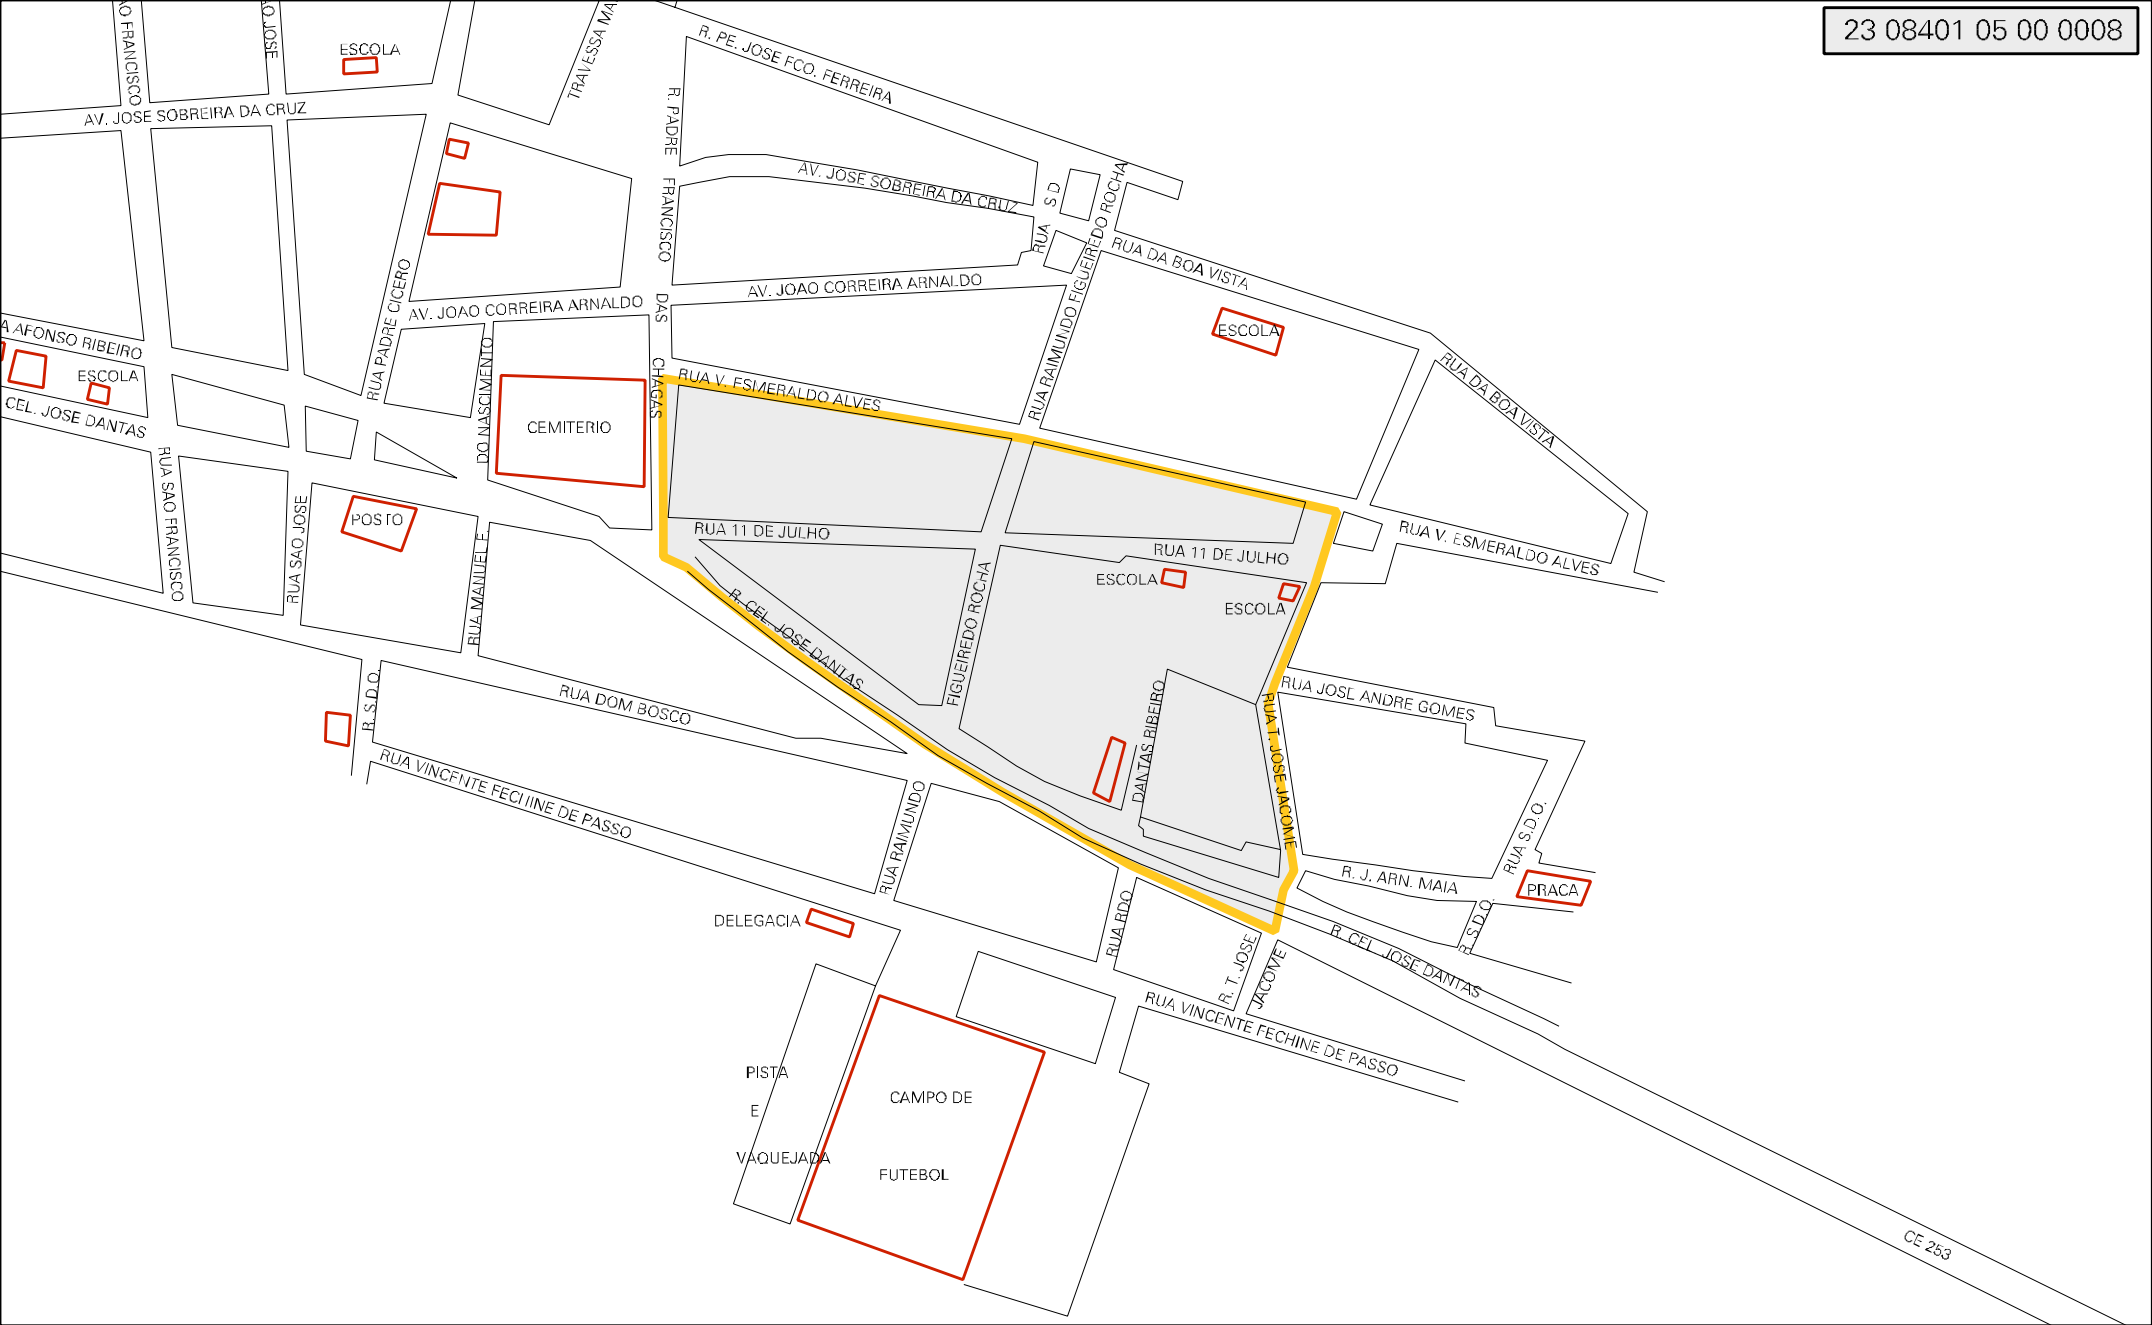 23 08401 05 00 0008
AO FRANCISCO
AO JOSE
ESCOLA
AV. JOSE SOBREIRA DA CRUZ
R. PE. JOSE FCO. FERREIRA
R. PADRE FRANCISCO DAS CHAGAS
AV. JOSE SOBREIRA DA CRUZ
RUA S D
RUA RAIMUNDO FIGUEIREDO ROCHA
RUA DA BOA VISTA
ESCOLA
RUA DA BOA VISTA
RUA PADRE CICERO
AV. JOAO CORREIRA ARNALDO
AV. JOAO CORREIRA ARNALDO
A AFONSO RIBEIRO
ESCOLA
CEL. JOSE DANTAS
DO NASCIMENTO
CEMITERIO
RUA V. ESMERALDO ALVES
RUA SAO FRANCISCO
RUA SAO JOSE
POSTO
RUA MANUEL F.
RUA 11 DE JULHO
RUA 11 DE JULHO
RUA V. ESMERALDO ALVES
ESCOLA
ESCOLA
R. CEL. JOSE DANTAS
FIGUEIREDO ROCHA
DANTAS RIBEIRO
RUA T. JOSE JACOME
RUA JOSE ANDRE GOMES
R. S.D.O.
RUA DOM BOSCO
RUA VINCENTE FECHINE DE PASSO
RUA RAIMUNDO
RUA S.D.O.
R. J. ARN. MAIA
PRACA
R. S.D.O.
DELEGACIA
RUA RDO
R. T. JOSE
JACOME
R. CEL. JOSE DANTAS
RUA VINCENTE FECHINE DE PASSO
PISTA
E
VAQUEJADA
CAMPO DE
FUTEBOL
CE 253